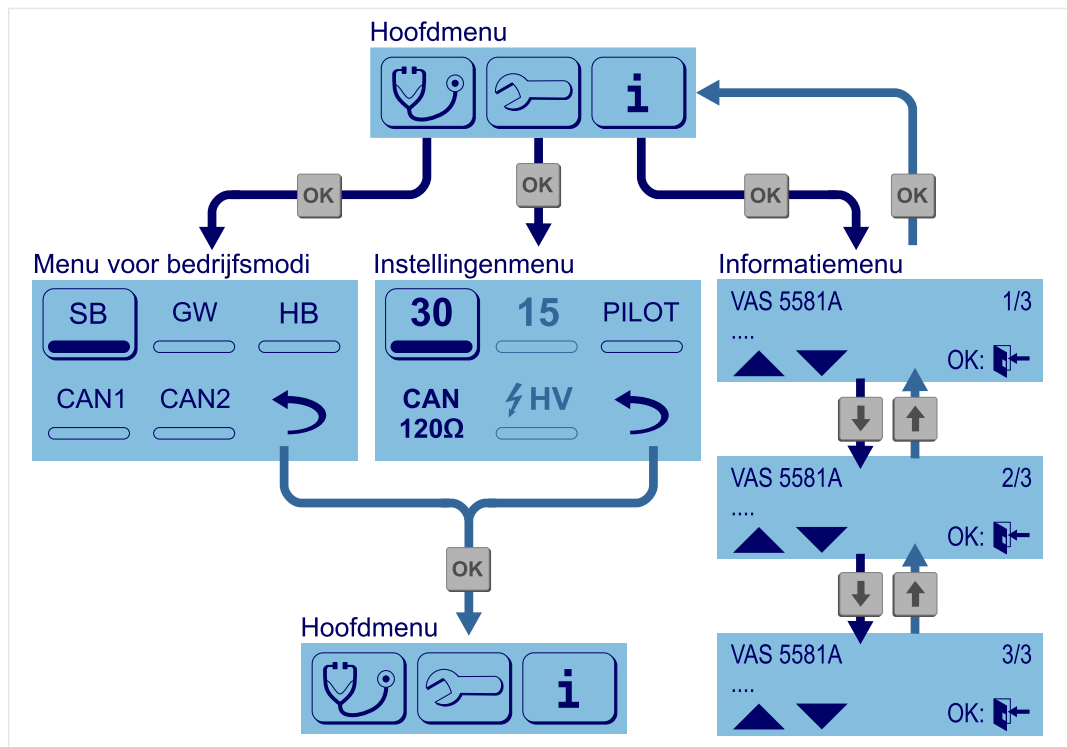 Hoofdmenu
i
OK
OK
OK
OK
Menu voor bedrijfsmodi
SB GW HB
CAN1 CAN2
Instellingenmenu
30 15 PILOT
CAN HV
120Ω
Informatiemenu
VAS 5581A 1/3
....
OK:
VAS 5581A 2/3
....
OK:
VAS 5581A 3/3
....
OK:
OK
Hoofdmenu
i